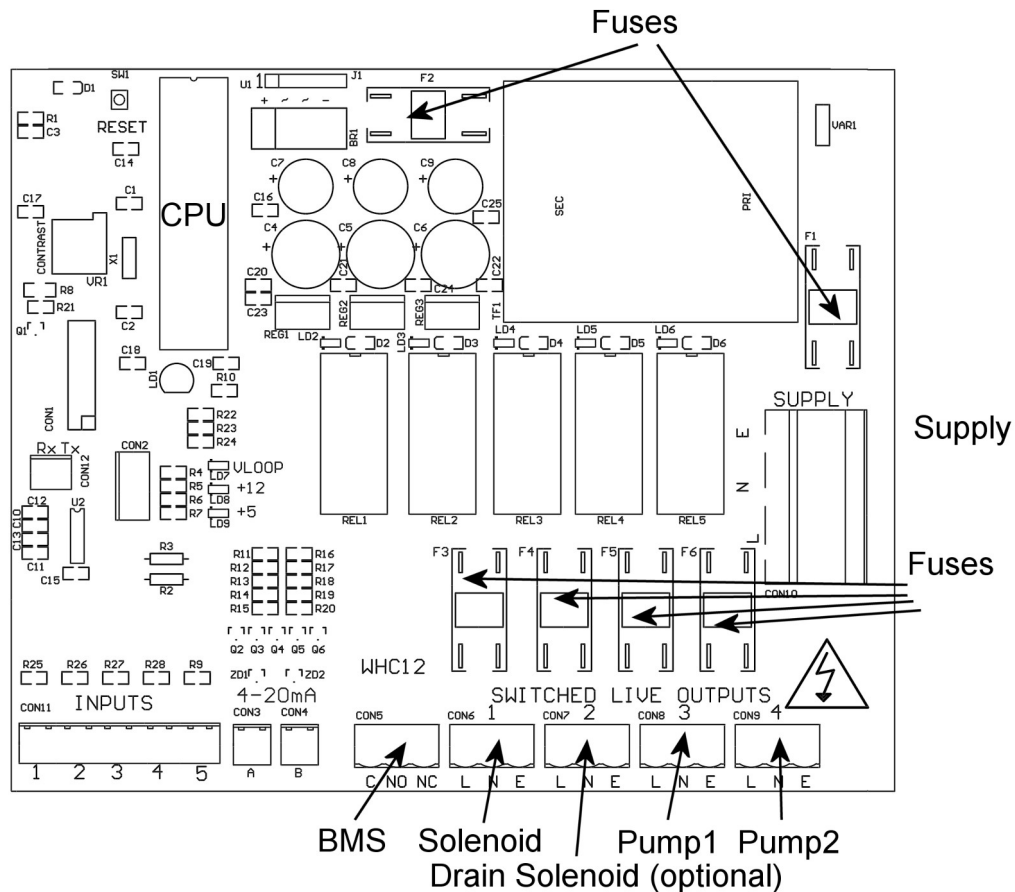 Fuses
SW1
D1
U1
1
J1
F2
R1
C3
RESET
C14
+ ~ ~ -
BR1
VAR1
C7
C8
C9
C1
C17
CPU
C16
C25
SEC
PRI
CONTRAST
C4
C5
C6
F1
X1
VR1
R8
R21
C20
C21
C22
C23
C24
TF1
Q1
C2
REG1
REG2
REG3
LD2
D2
LD3
D3
LD4
D4
LD5
D5
LD6
D6
C18
C19
LD1
R10
SUPPLY
Supply
CON1
R22
R23
R24
E
N
L
Rx Tx
CON12
CON2
VLOOP
LD7
+12
LD8
+5
LD9
R4
R5
R6
R7
C12
C10
C13
C11
U2
C15
REL1 REL2 REL3 REL4 REL5
R3
R2
R11
R12
R13
R14
R15
R16
R17
R18
R19
R20
F3
F4
F5
F6
Fuses
CON10
Q2 Q3 Q4 Q5 Q6
WHC12
R25 R26 R27 R28 R9
ZD1
ZD2
INPUTS
4-20mA
SWITCHED LIVE OUTPUTS
CON11
CON3
CON4
CON5
CON6
1
CON7
2
CON8
3
CON9
4
1 2 3 4 5
A
B
C NO NC
L N E
L N E
L N E
L N E
BMS
Solenoid
Pump1
Pump2
Drain Solenoid (optional)